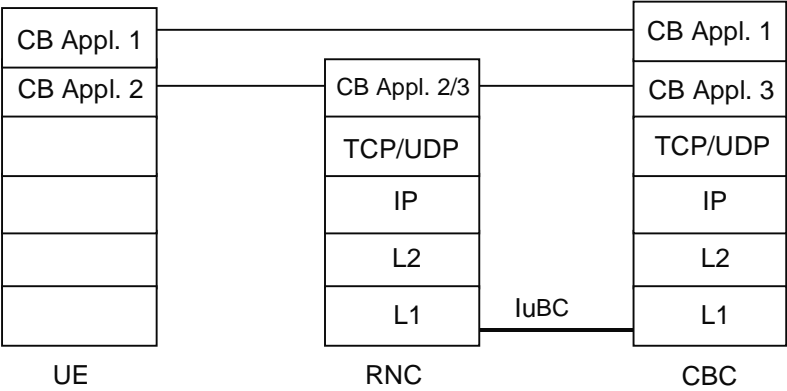 CB Appl. 1
CB Appl. 1
CB Appl. 2
CB Appl. 2/3
CB Appl. 3
TCP/UDP
TCP/UDP
IP
IP
L2
L2
L1
IuBC
L1
UE
RNC
CBC